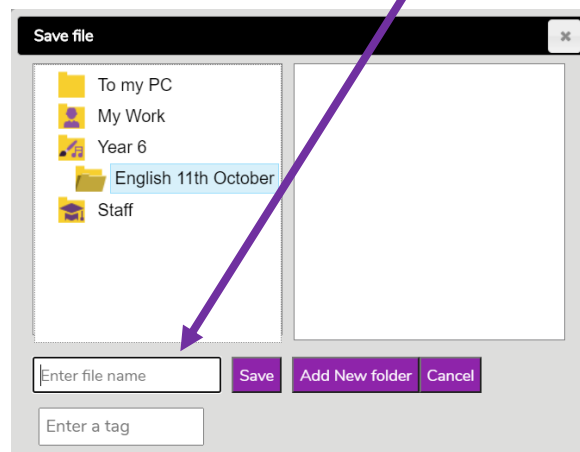 Save file
To my PC
My Work
Year 6
English 11th October
Staff
Enter file name
Save
Add New folder
Cancel
Enter a tag